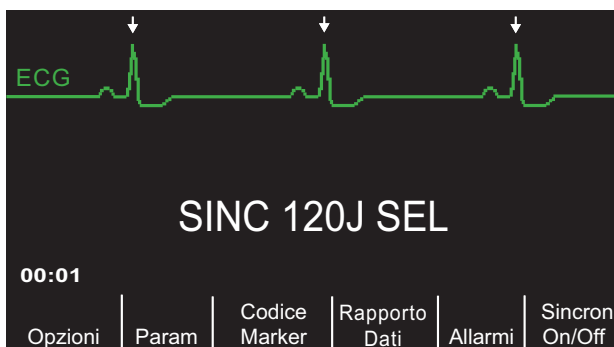 ECG
SINC 120J SEL
00:01
Opzioni
Param
Codice
Marker
Rapporto
Dati
Allarmi
Sincron
On/Off